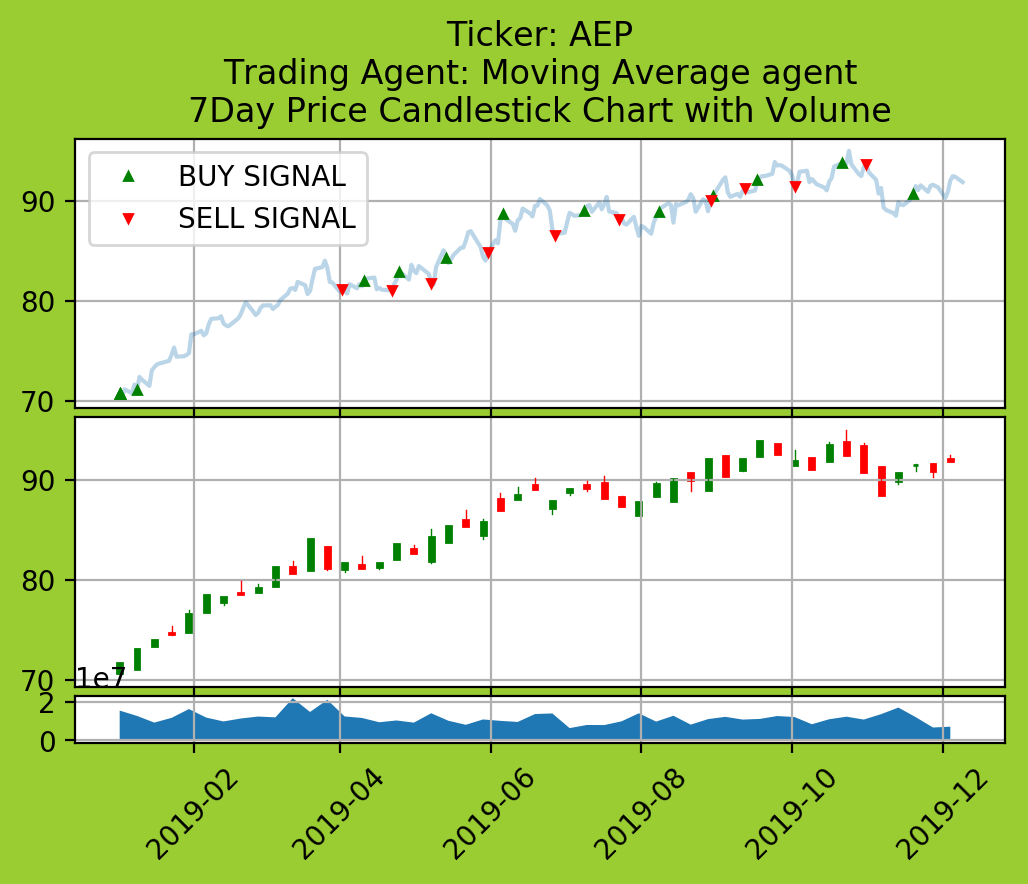 Ticker: AEP
Trading Agent: Moving Average agent
7Day Price Candlestick Chart with Volume
BUY SIGNAL
SELL SIGNAL
90
80
70
90
80
70
1e7
2
0
2019-02
2019-04
2019-06
2019-08
2019-10
2019-12